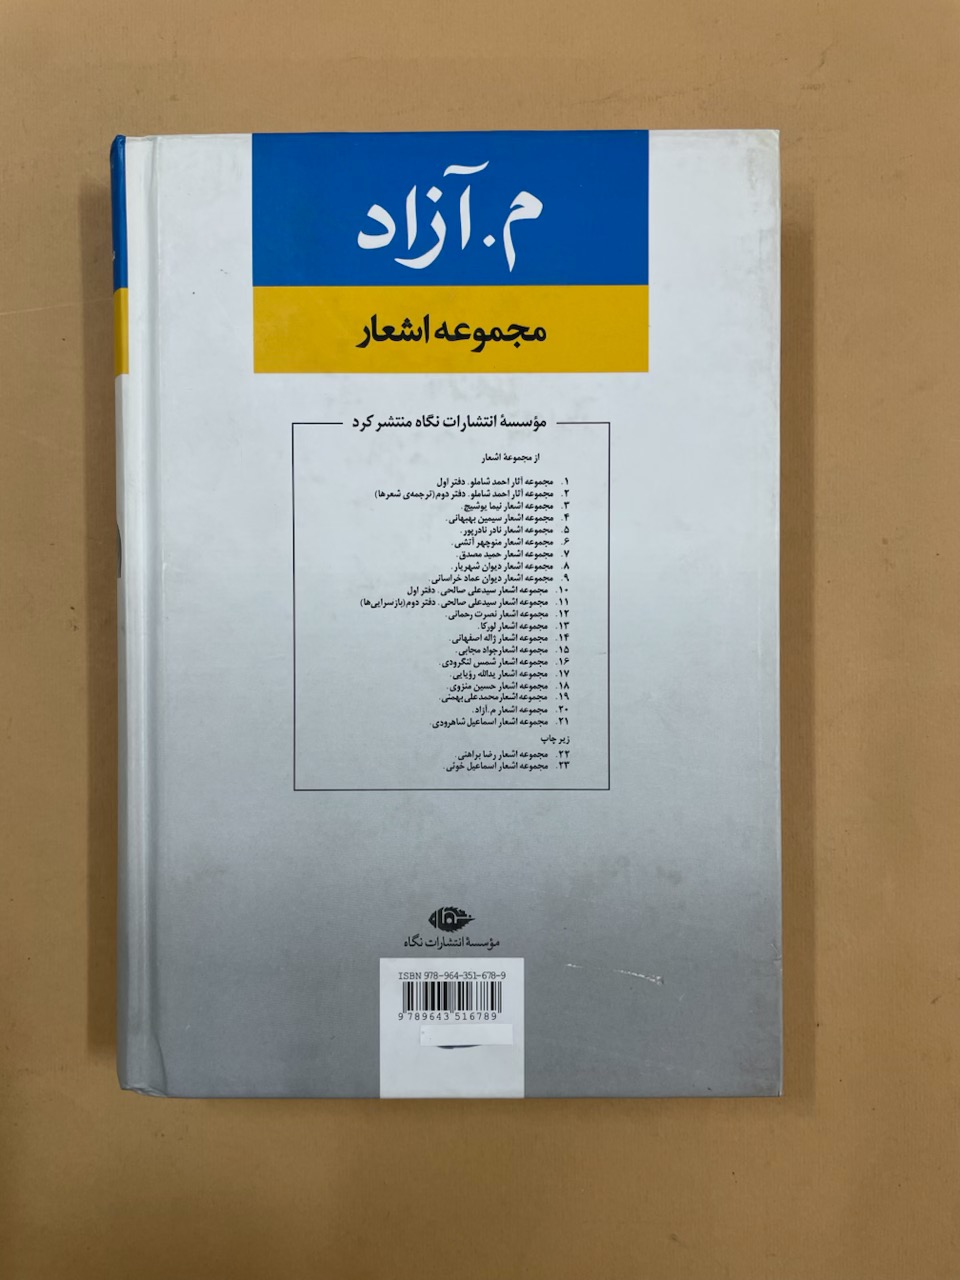 م. آزاد
مجموعه اشعار
مؤسسهٔ انتشارات نگاه منتشر کرد
از مجموعهٔ اشعار
۱. مجموعه آثار احمد شاملو. دفتر اول
۲. مجموعه آثار احمد شاملو. دفتر دوم (ترجمه‌ی شعرها)
۳. مجموعه اشعار نیما یوشیج.
۴. مجموعه اشعار سیمین بهبهانی.
۵. مجموعه اشعار نادر نادرپور.
۶. مجموعه اشعار منوچهر آتشی.
۷. مجموعه اشعار حمید مصدق.
۸. مجموعه اشعار دیوان شهریار.
۹. مجموعه اشعار دیوان عماد خراسانی.
۱۰. مجموعه اشعار سیدعلی صالحی. دفتر اول
۱۱. مجموعه اشعار سیدعلی صالحی. دفتر دوم (بازسرایی‌ها)
۱۲. مجموعه اشعار نصرت رحمانی.
۱۳. مجموعه اشعار لورکا.
۱۴. مجموعه اشعار ژاله اصفهانی.
۱۵. مجموعه اشعار جواد مجابی.
۱۶. مجموعه اشعار شمس لنگرودی.
۱۷. مجموعه اشعار یدالله رؤیایی.
۱۸. مجموعه اشعار حسین منزوی.
۱۹. مجموعه اشعار محمدعلی بهمنی.
۲۰. مجموعه اشعار م. آزاد.
۲۱. مجموعه اشعار اسماعیل شاهرودی.
زیر چاپ
۲۲. مجموعه اشعار رضا براهنی.
۲۳. مجموعه اشعار اسماعیل خوئی.
مؤسسهٔ انتشارات نگاه
ISBN 978-964-351-678-9
9 789643 516789